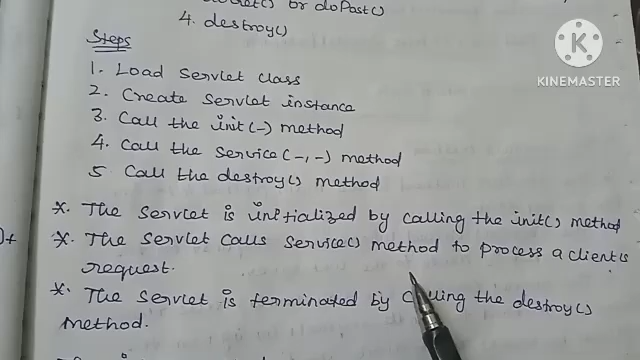 or doPost()
4. destroy()
Steps
1. Load Servlet class
2. Create Servlet instance
3. Call the init(-) method
4. Call the Service(-,-) method
5 Call the destroy() method
*. The Servlet is initialized by calling the init() method
*. The Servlet calls Service() method to process a client's
request.
*. The Servlet is terminated by calling the destroy()
method.
K
KINEMASTER